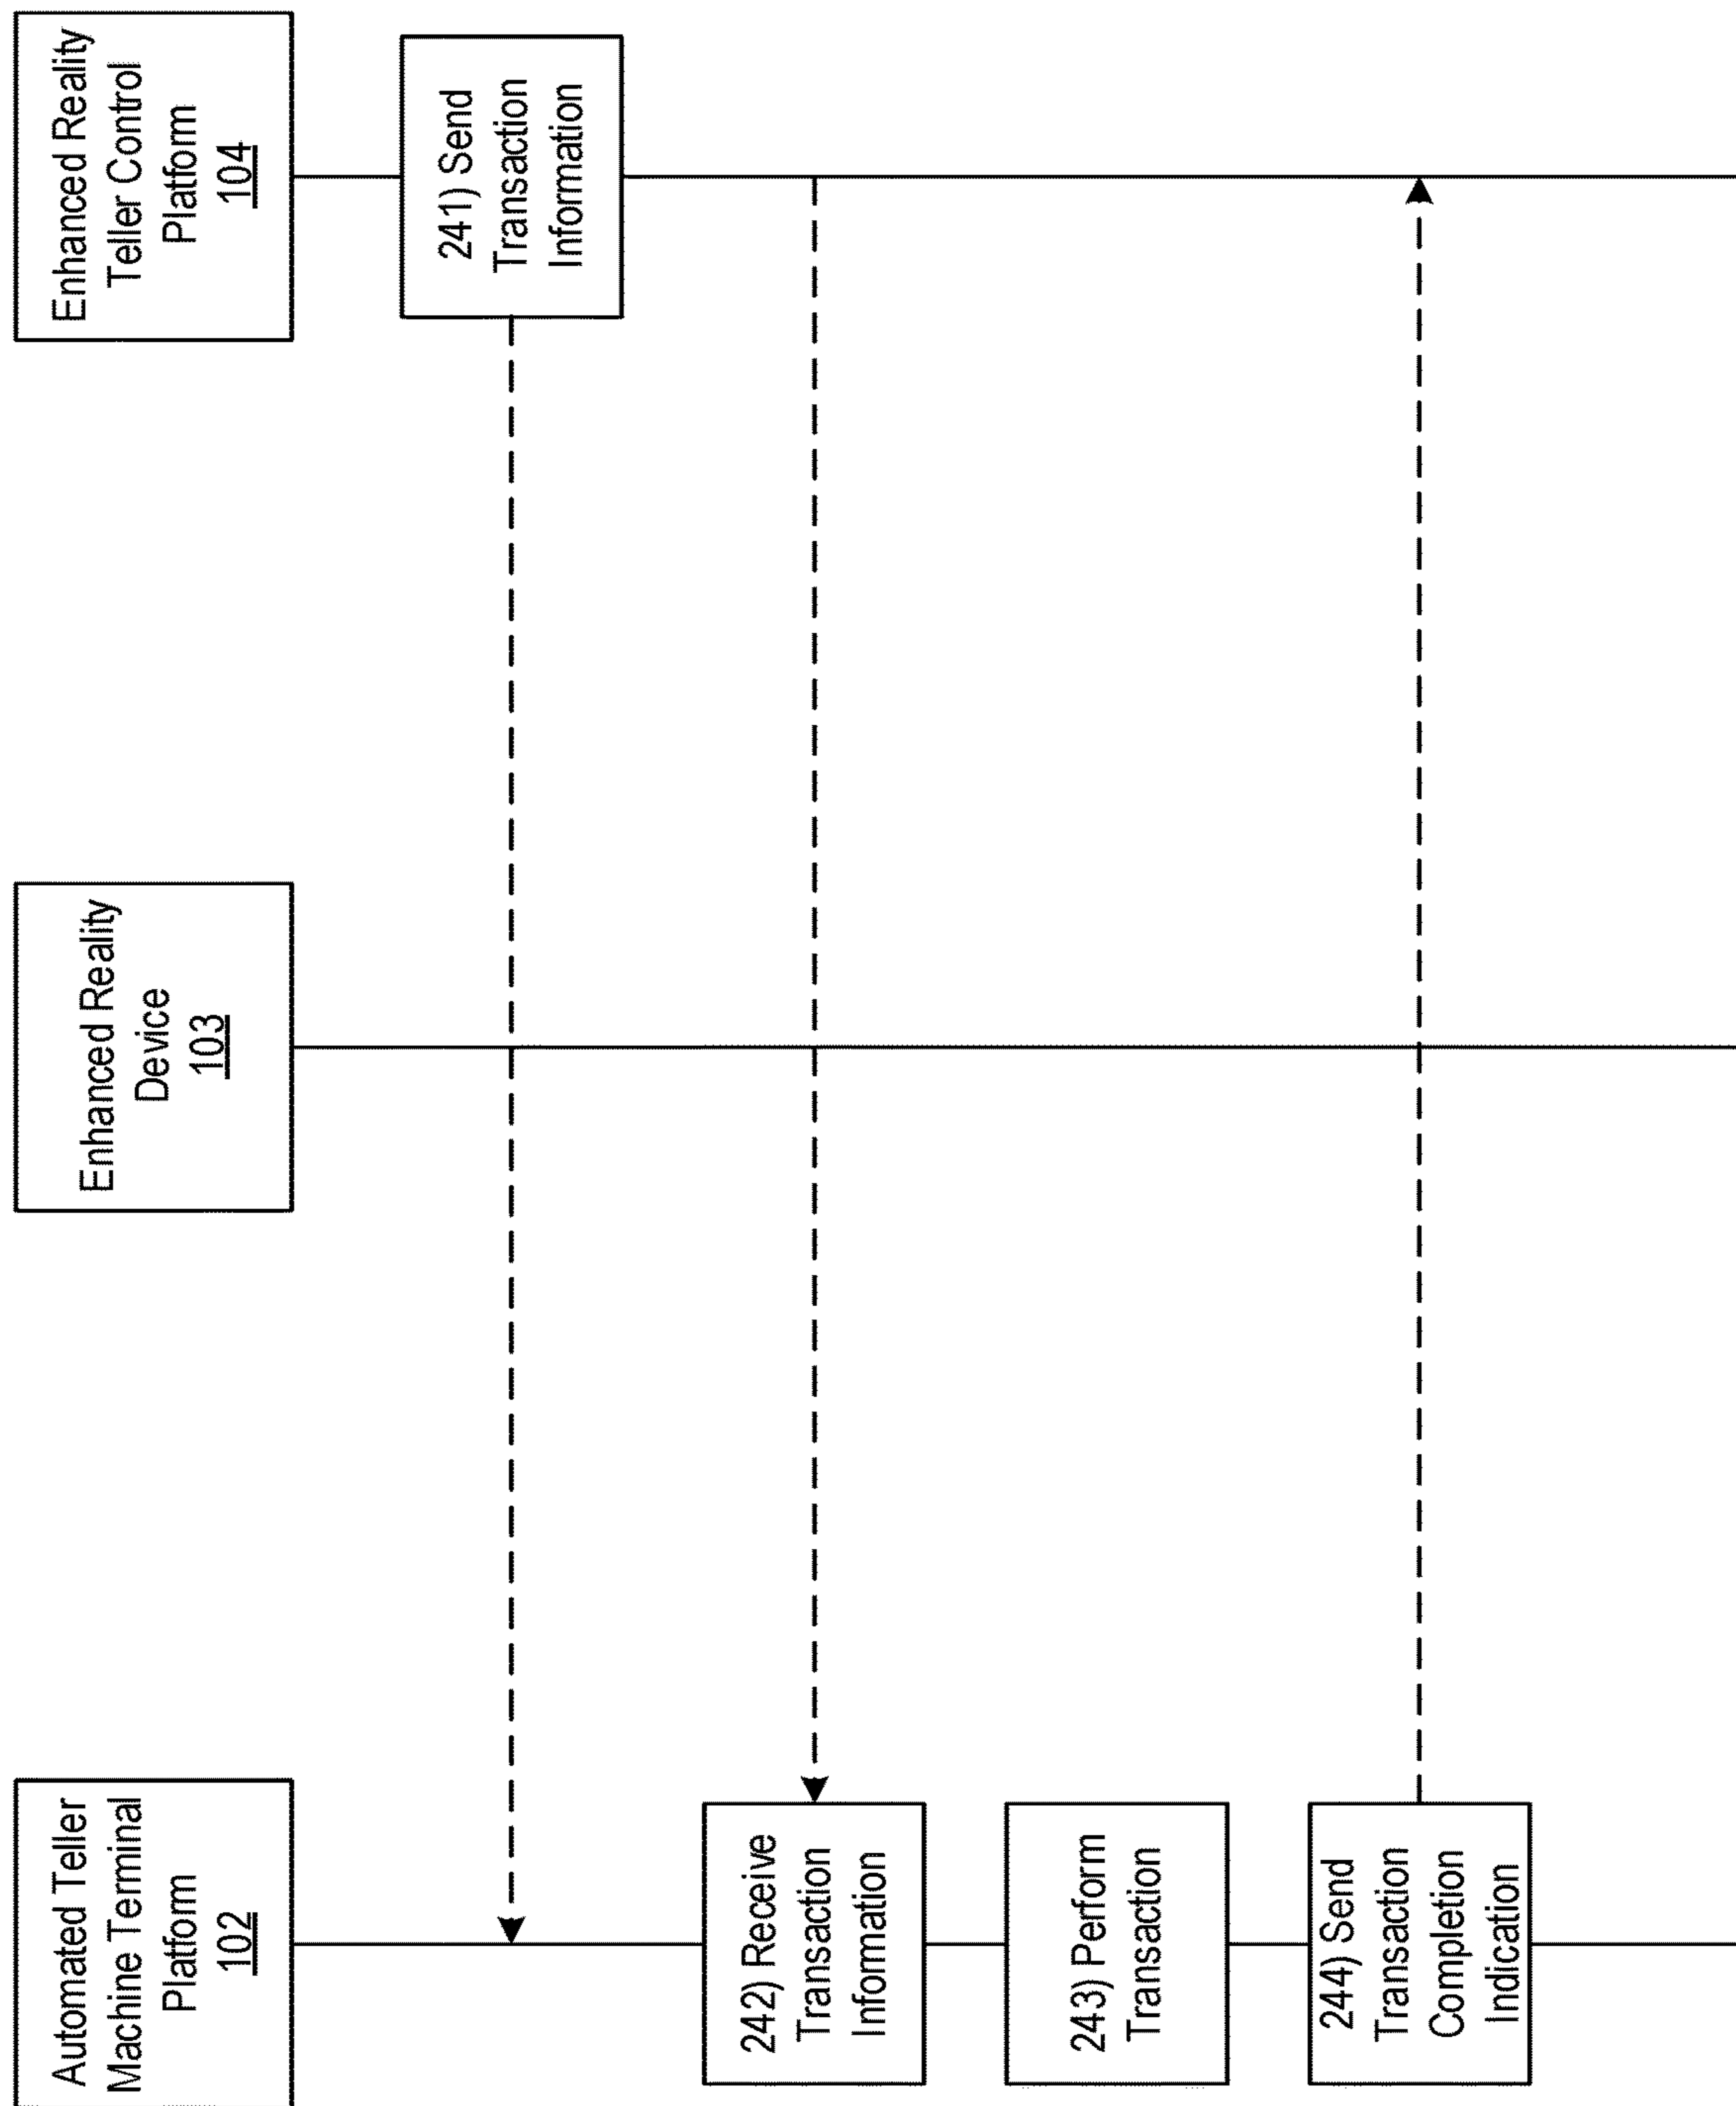 Automated Teller
Machine Terminal
Platform
102
Enhanced Reality
Device
103
Enhanced Reality
Teller Control
Platform
104
241) Send
Transaction
Information
242) Receive
Transaction
Information
243) Perform
Transaction
244) Send
Transaction
Completion
Indication